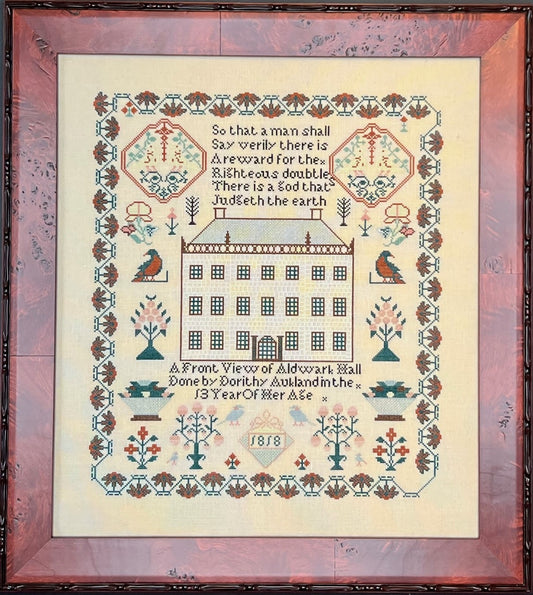 So that a man shall
Say verily there is
A reward for the
Righteous doubtle
There is a God that
Judgeth the earth
A Front View of Aldwark Hall
Done by Dorithy Aukland in the
13 Year Of Her Age
1818